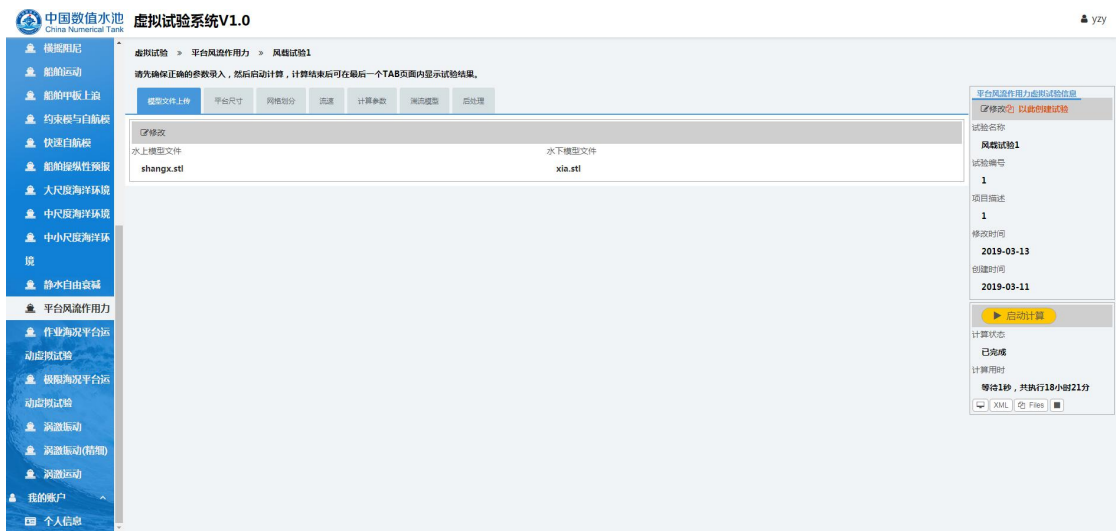 中国数值水池
China Numerical Tank
虚拟试验系统V1.0
yzy
横摇阻尼
船舶运动
船舶甲板上浪
约束模与自航模
快速自航模
船舶操纵性预报
大尺度海洋环境
中尺度海洋环境
中小尺度海洋环
境
静水自由衰减
平台风流作用力
作业海况平台运
动虚拟试验
极限海况平台运
动虚拟试验
涡激振动
涡激振动(精细)
涡激运动
我的账户
个人信息
虚拟试验 » 平台风流作用力 » 风载试验1
请先确保正确的参数录入，然后启动计算，计算结束后可在最后一个TAB页面内显示试验结果。
模型文件上传 平台尺寸 网格划分 流速 计算参数 湍流模型 后处理
修改
水上模型文件 水下模型文件
shangx.stl xia.stl
平台风流作用力虚拟试验信息
修改 以此创建试验
试验名称
风载试验1
试验编号
1
项目描述
1
修改时间
2019-03-13
创建时间
2019-03-11
启动计算
计算状态
已完成
计算用时
等待1秒，共执行18小时21分
XML Files